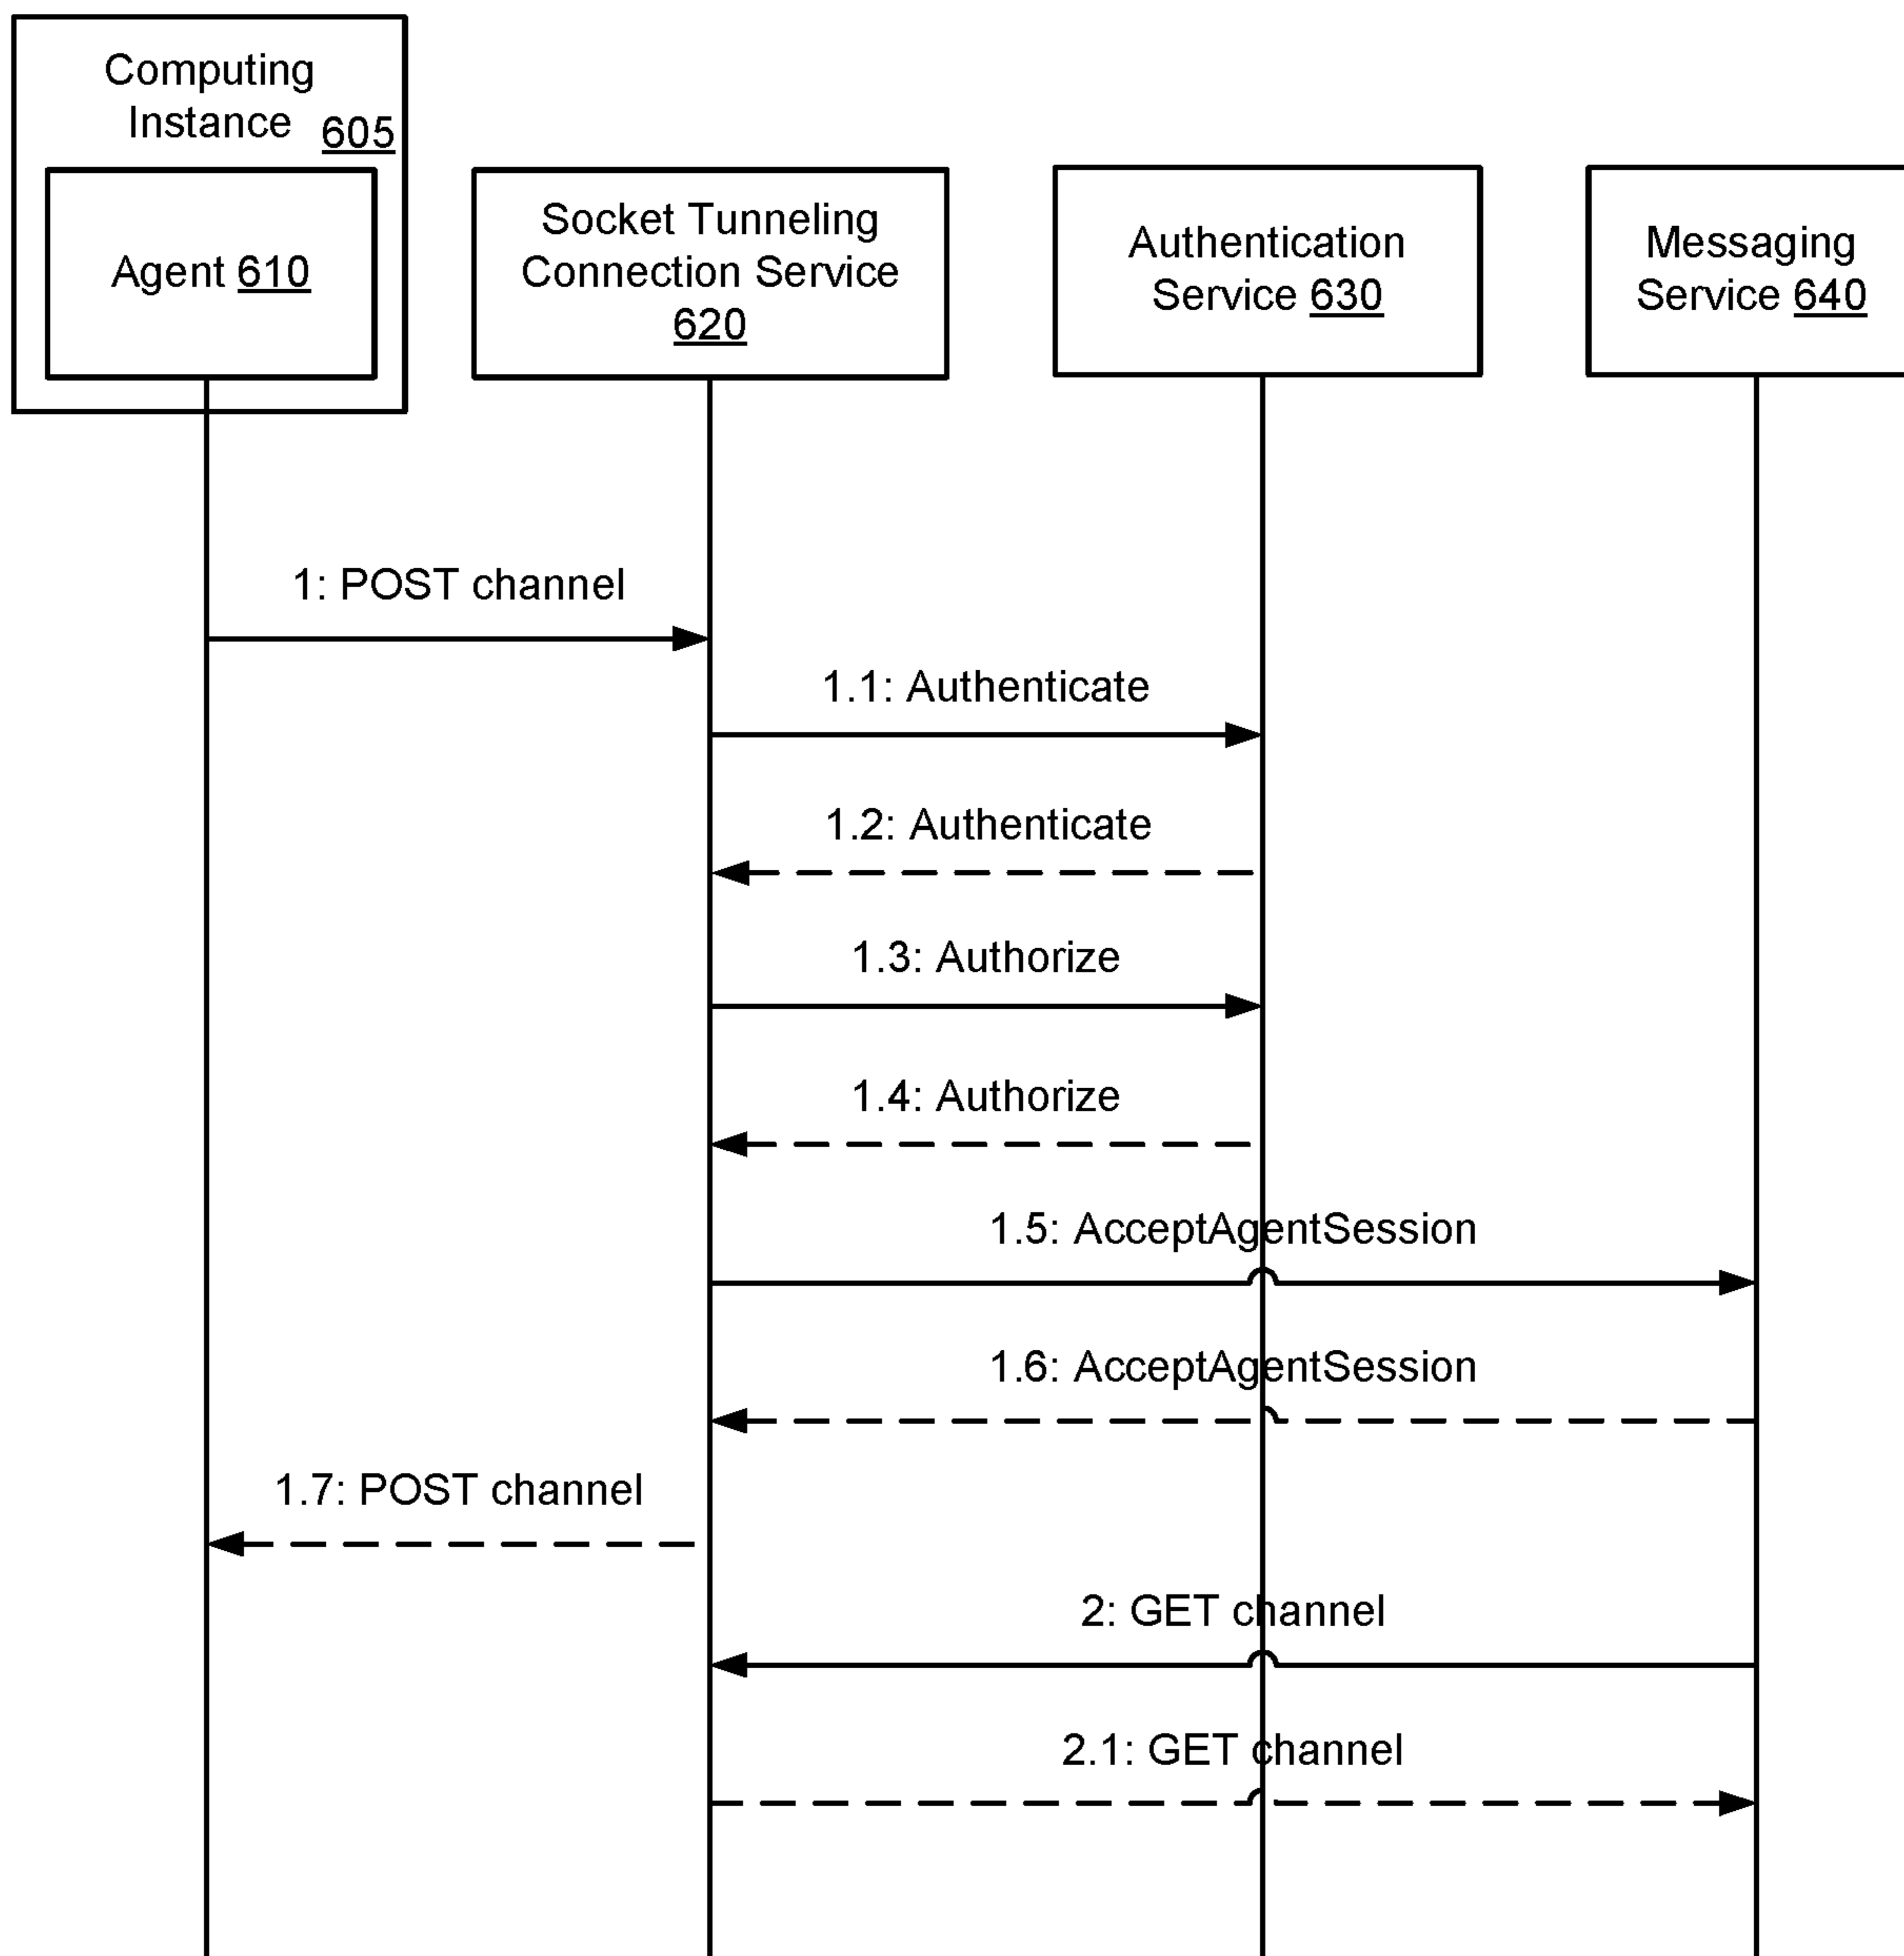 Computing
Instance 605
Agent 610
Socket Tunneling
Connection Service
620
Authentication
Service 630
Messaging
Service 640
1: POST channel
1.1: Authenticate
1.2: Authenticate
1.3: Authorize
1.4: Authorize
1.5: AcceptAgentSession
1.6: AcceptAgentSession
1.7: POST channel
2: GET channel
2.1: GET channel